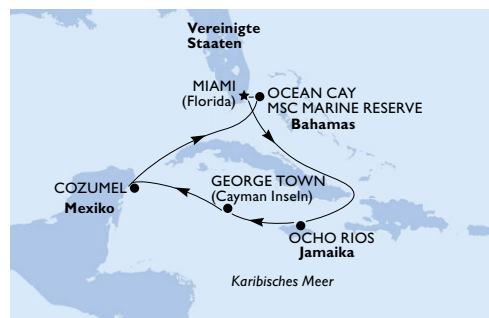 Vereinigte
Staaten
MIAMI
(Florida)
OCEAN CAY
MSC MARINE RESERVE
Bahamas
GEORGE TOWN
(Cayman Inseln)
COZUMEL
Mexiko
OCHO RIOS
Jamaika
Karibisches Meer